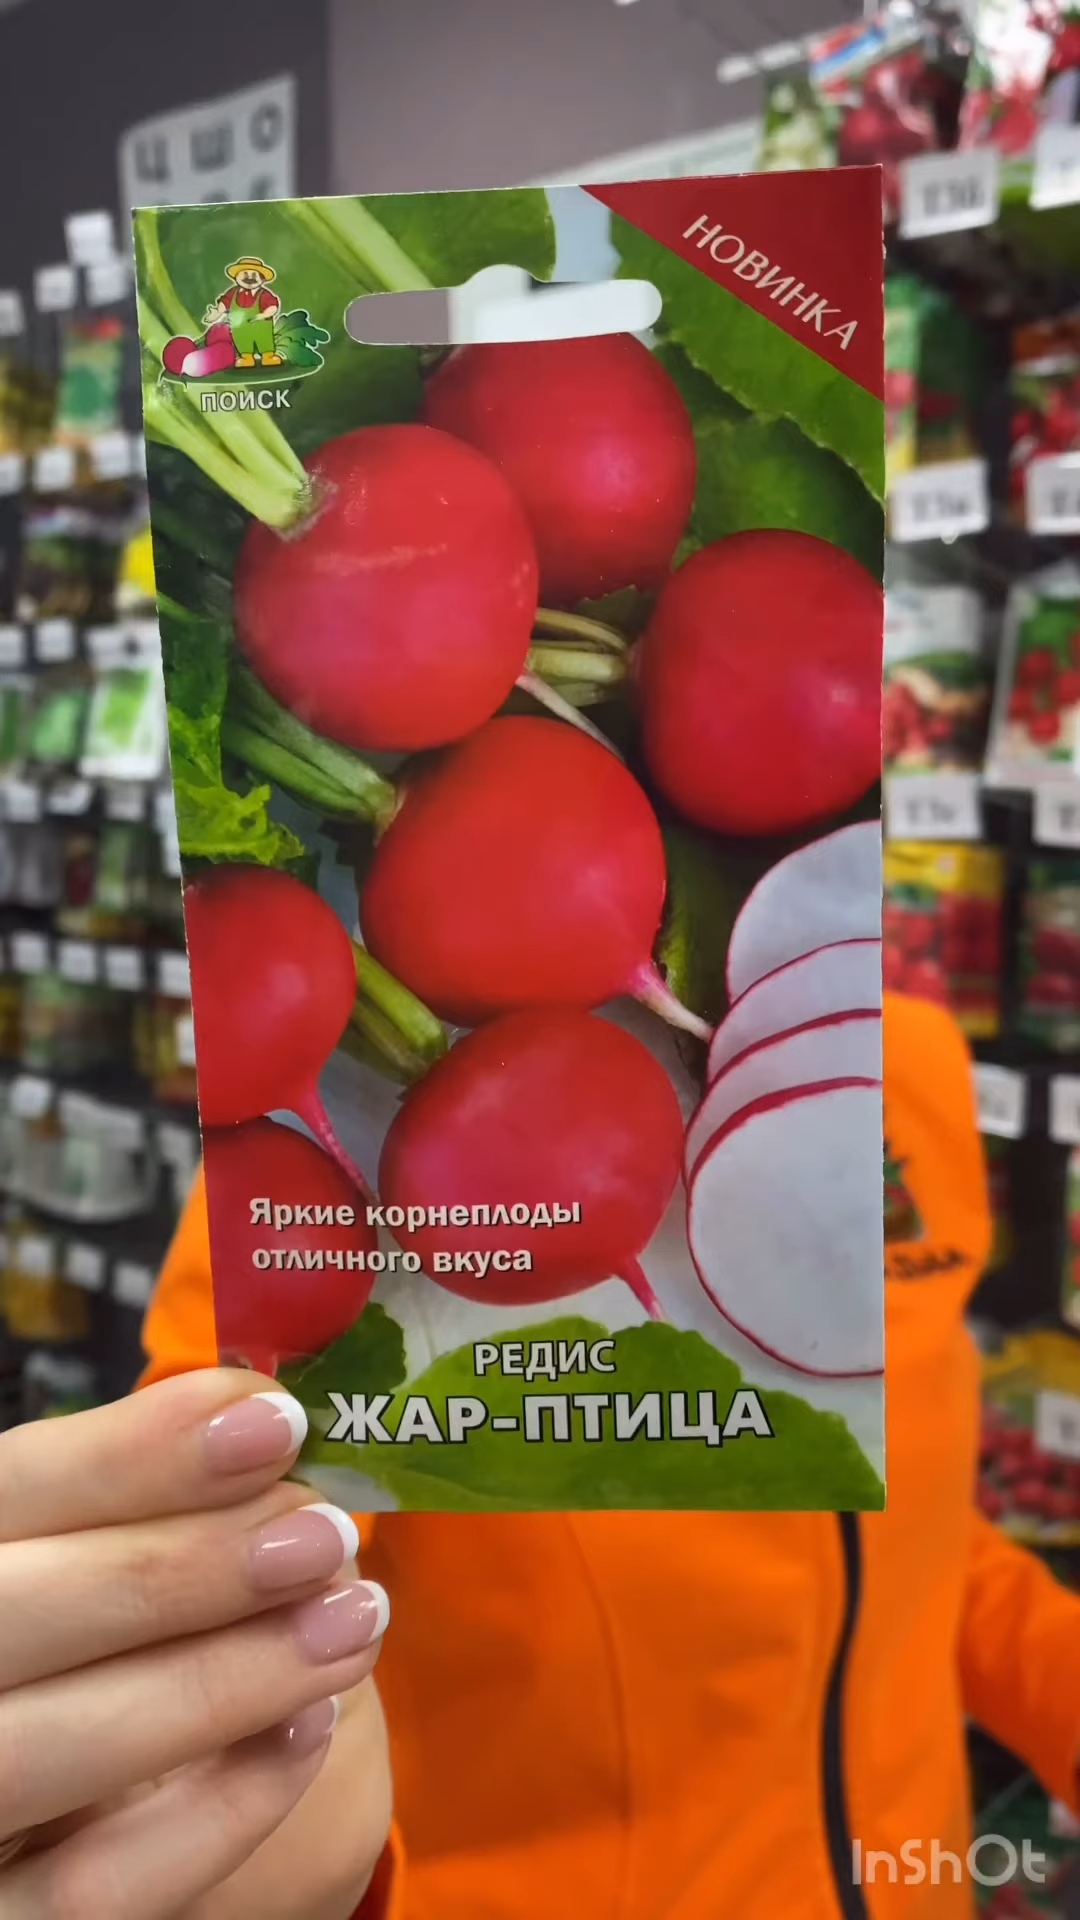 Ч Ш О
НОВИНКА
ПОИСК
Яркие корнеплоды
отличного вкуса
РЕДИС
ЖАР-ПТИЦА
InShOt